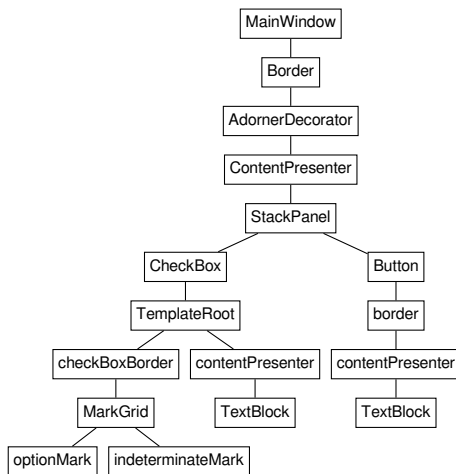 MainWindow
Border
AdornerDecorator
ContentPresenter
StackPanel
CheckBox Button
TemplateRoot border
checkBoxBorder contentPresenter contentPresenter
MarkGrid TextBlock TextBlock
optionMark indeterminateMark